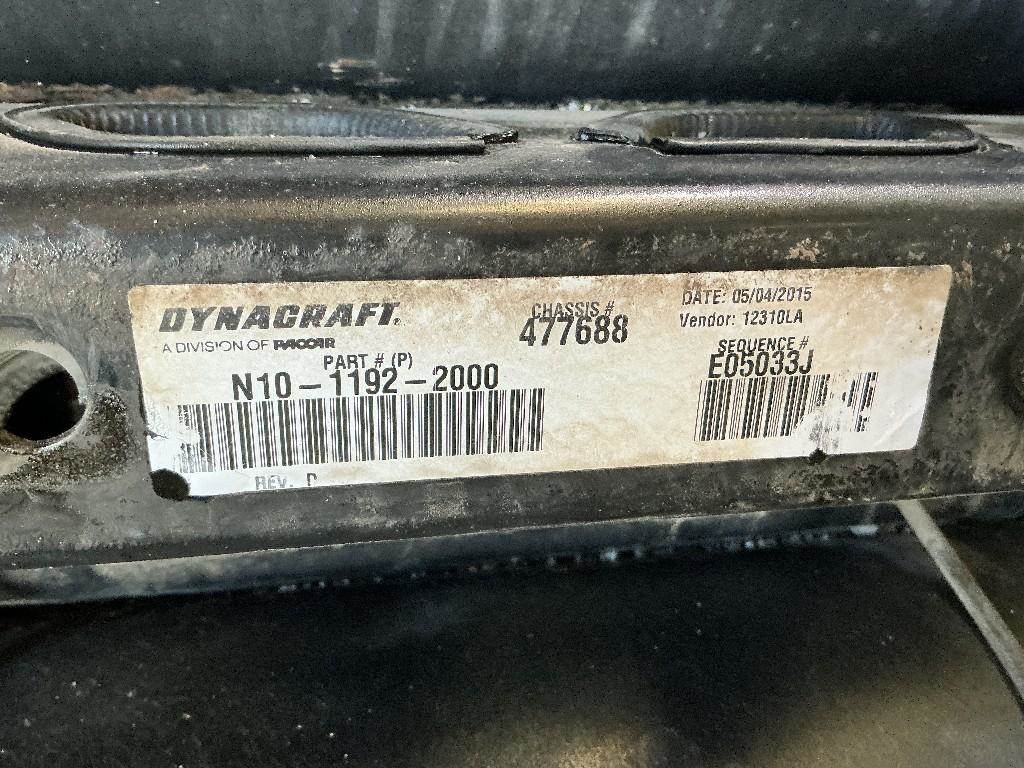 DYNACRAFT.
A DIVISION OF PACCAR
PART # (P)
N10-1192-2000
REV. D
CHASSIS #
477688
DATE: 05/04/2015
Vendor: 12310LA
SEQUENCE #
E05033J